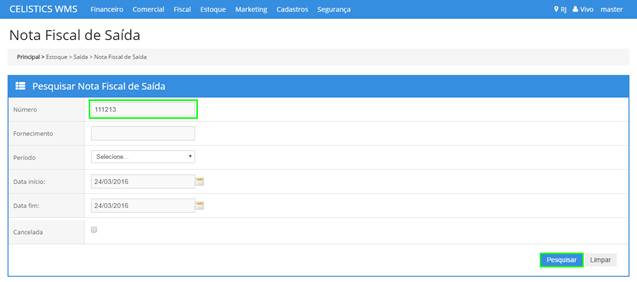 CELISTICS WMS Financeiro Comercial Fiscal Estoque Marketing Cadastros Segurança RJ Vivo master
Nota Fiscal de Saída
Principal > Estoque > Saída > Nota Fiscal de Saída
Pesquisar Nota Fiscal de Saída
Número 111213
Fornecimento
Período Selecione...
Data início: 24/03/2016
Data fim: 24/03/2016
Cancelada
Pesquisar Limpar